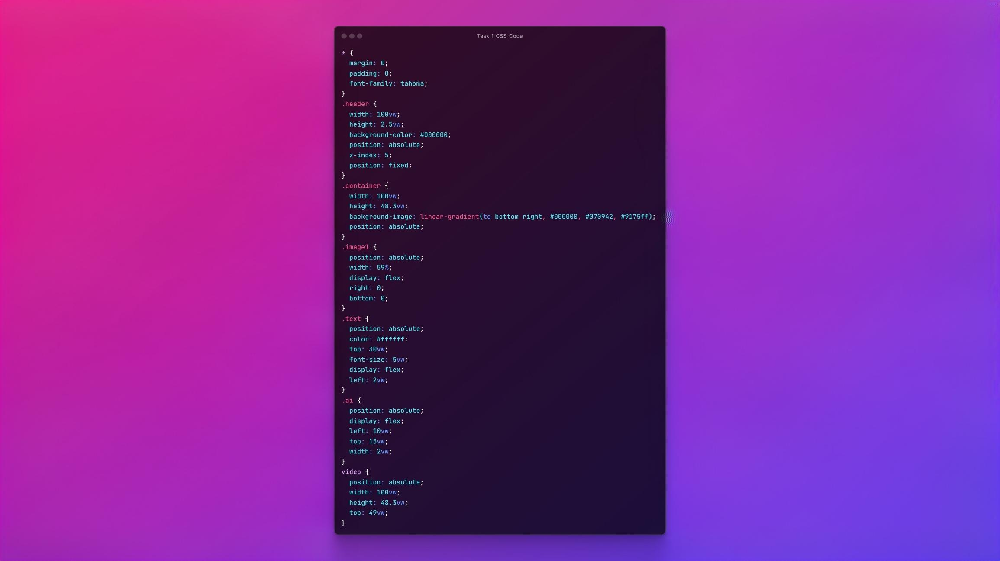 Task_1_CSS_Code
* {
  margin: 0;
  padding: 0;
  font-family: tahoma;
}
.header {
  width: 100vw;
  height: 2.5vw;
  background-color: #000000;
  position: absolute;
  z-index: 5;
  position: fixed;
}
.container {
  width: 100vw;
  height: 48.3vw;
  background-image: linear-gradient(to bottom right, #000000, #070942, #9175ff);
  position: absolute;
}
.image1 {
  position: absolute;
  width: 59%;
  display: flex;
  right: 0;
  bottom: 0;
}
.text {
  position: absolute;
  color: #ffffff;
  top: 30vw;
  font-size: 5vw;
  display: flex;
  left: 2vw;
}
.ai {
  position: absolute;
  display: flex;
  left: 10vw;
  top: 15vw;
  width: 2vw;
}
video {
  position: absolute;
  width: 100vw;
  height: 48.3vw;
  top: 49vw;
}